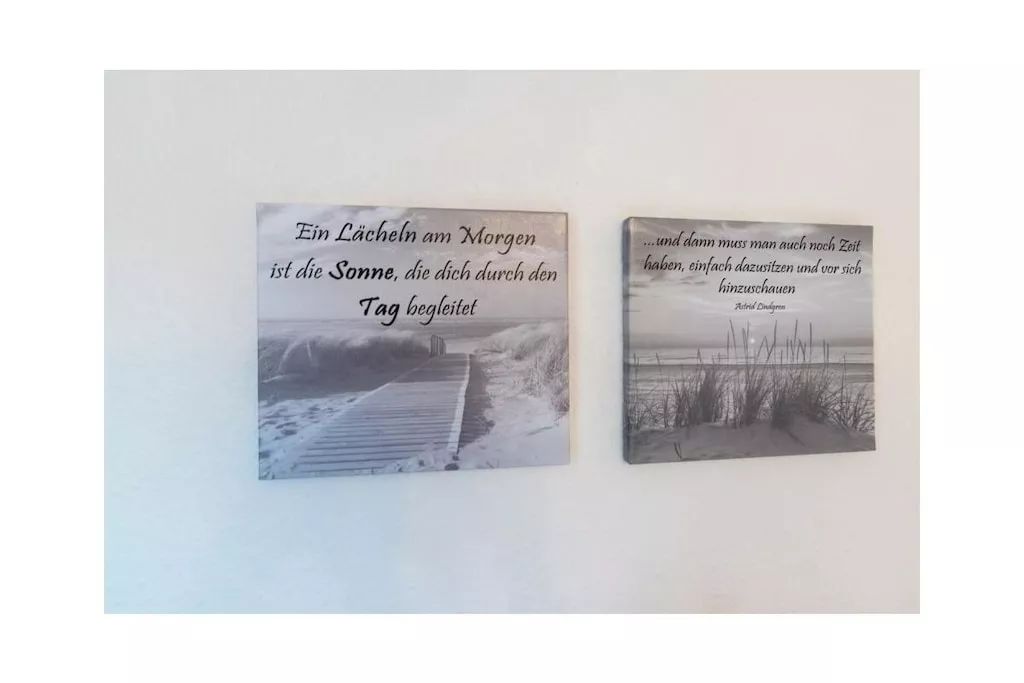 Ein Lächeln am Morgen
ist die Sonne, die dich durch den
Tag begleitet
...und dann muss man auch noch Zeit
haben, einfach dazusitzen und vor sich
hinzuschauen
Astrid Lindgren